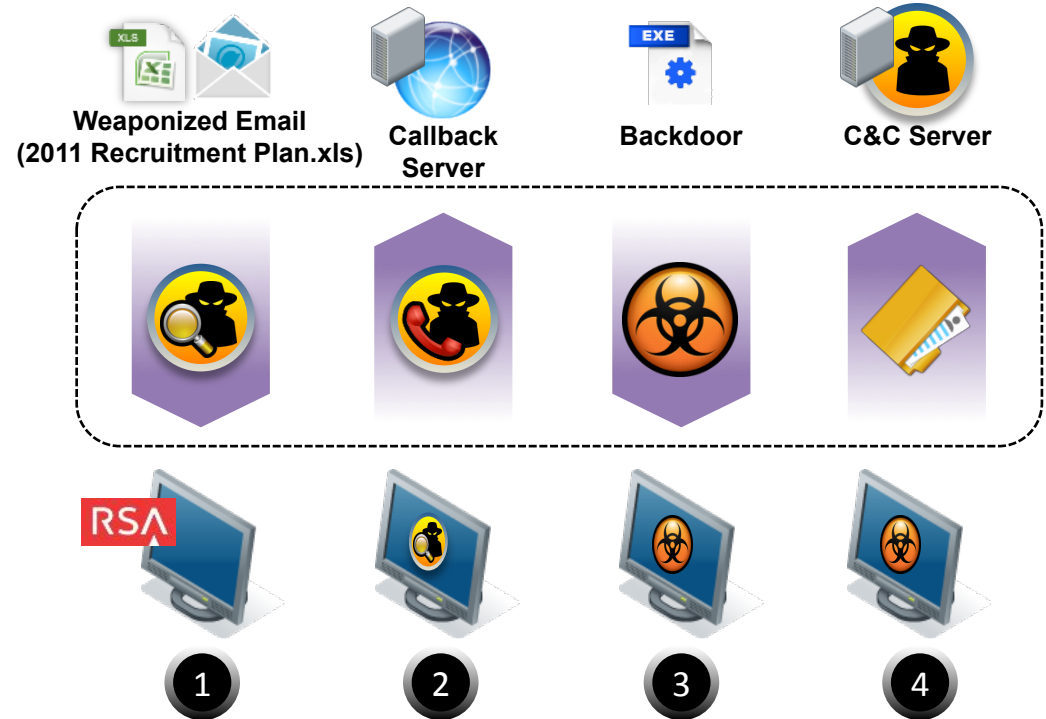 XLS
EXE
Weaponized Email
(2011 Recruitment Plan.xls)
Callback
Server
Backdoor
C&C Server
RSA
1
2
3
4